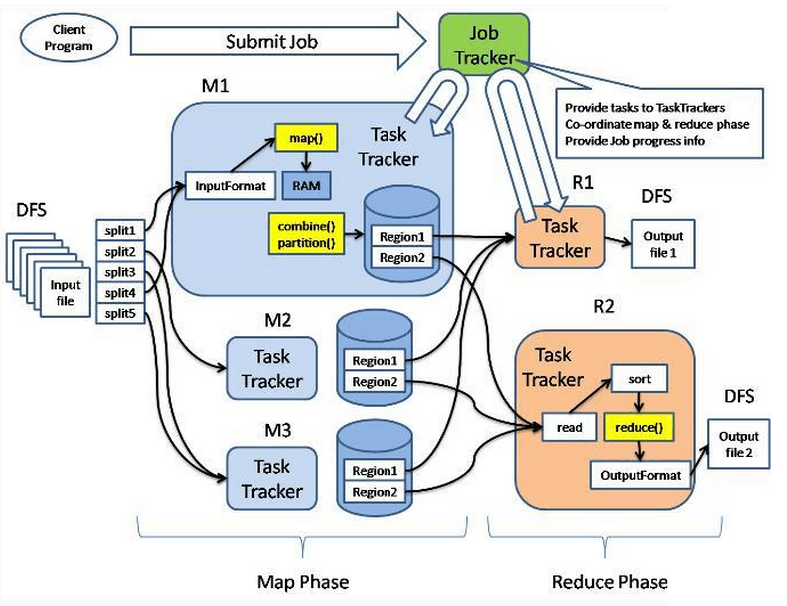 Client
Program
Submit Job
Job
Tracker
Provide tasks to TaskTrackers
Co-ordinate map & reduce phase
Provide Job progress info
M1
map()
Task
Tracker
InputFormat
RAM
combine()
partition()
Region1
Region2
DFS
Input
file
split1
split2
split3
split4
split5
M2
Task
Tracker
Region1
Region2
M3
Task
Tracker
Region1
Region2
R1
Task
Tracker
DFS
Output
file 1
R2
Task
Tracker
sort
read
reduce()
OutputFormat
DFS
Output
file 2
Map Phase
Reduce Phase